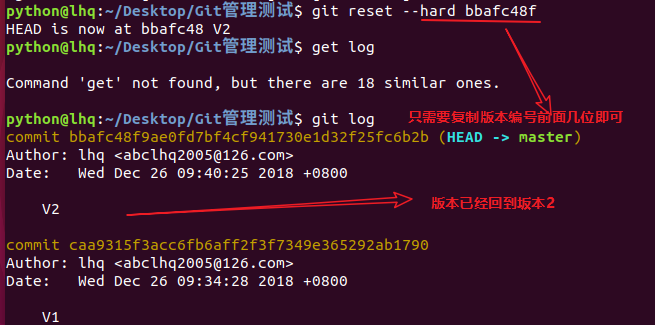 python@lhq:~/Desktop/Git管理测试$ git reset --hard bbafc48f
HEAD is now at bbafc48 V2
python@lhq:~/Desktop/Git管理测试$ get log
Command 'get' not found, but there are 18 similar ones.
python@lhq:~/Desktop/Git管理测试$ git log
只需要复制版本编号前面几位即可
commit bbafc48f9ae0fd7bf4cf941730e1d32f25fc6b2b (HEAD -> master)
Author: lhq <abclhq2005@126.com>
Date:   Wed Dec 26 09:40:25 2018 +0800
V2
版本已经回到坂本2
commit caa9315f3acc6fb6aff2f3f7349e365292ab1790
Author: lhq <abclhq2005@126.com>
Date:   Wed Dec 26 09:34:28 2018 +0800
V1